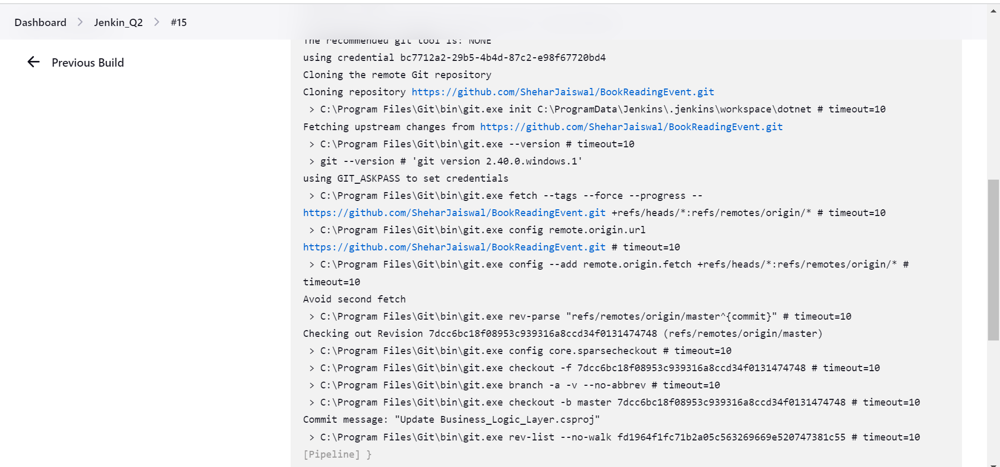 Dashboard > Jenkin_Q2 > #15
Previous Build
The recommended git tool is: NONE
using credential bc7712a2-29b5-4b4d-87c2-e98f67720bd4
Cloning the remote Git repository
Cloning repository https://github.com/SheharJaiswal/BookReadingEvent.git
 > C:\Program Files\Git\bin\git.exe init C:\ProgramData\Jenkins\.jenkins\workspace\dotnet # timeout=10
Fetching upstream changes from https://github.com/SheharJaiswal/BookReadingEvent.git
 > C:\Program Files\Git\bin\git.exe --version # timeout=10
 > git --version # 'git version 2.40.0.windows.1'
using GIT_ASKPASS to set credentials
 > C:\Program Files\Git\bin\git.exe fetch --tags --force --progress --
https://github.com/SheharJaiswal/BookReadingEvent.git +refs/heads/*:refs/remotes/origin/* # timeout=10
 > C:\Program Files\Git\bin\git.exe config remote.origin.url
https://github.com/SheharJaiswal/BookReadingEvent.git # timeout=10
 > C:\Program Files\Git\bin\git.exe config --add remote.origin.fetch +refs/heads/*:refs/remotes/origin/* #
timeout=10
Avoid second fetch
 > C:\Program Files\Git\bin\git.exe rev-parse "refs/remotes/origin/master^{commit}" # timeout=10
Checking out Revision 7dcc6bc18f08953c939316a8ccd34f0131474748 (refs/remotes/origin/master)
 > C:\Program Files\Git\bin\git.exe config core.sparsecheckout # timeout=10
 > C:\Program Files\Git\bin\git.exe checkout -f 7dcc6bc18f08953c939316a8ccd34f0131474748 # timeout=10
 > C:\Program Files\Git\bin\git.exe branch -a -v --no-abbrev # timeout=10
 > C:\Program Files\Git\bin\git.exe checkout -b master 7dcc6bc18f08953c939316a8ccd34f0131474748 # timeout=10
Commit message: "Update Business_Logic_Layer.csproj"
 > C:\Program Files\Git\bin\git.exe rev-list --no-walk fd1964f1fc71b2a05c563269669e520747381c55 # timeout=10
[Pipeline] }